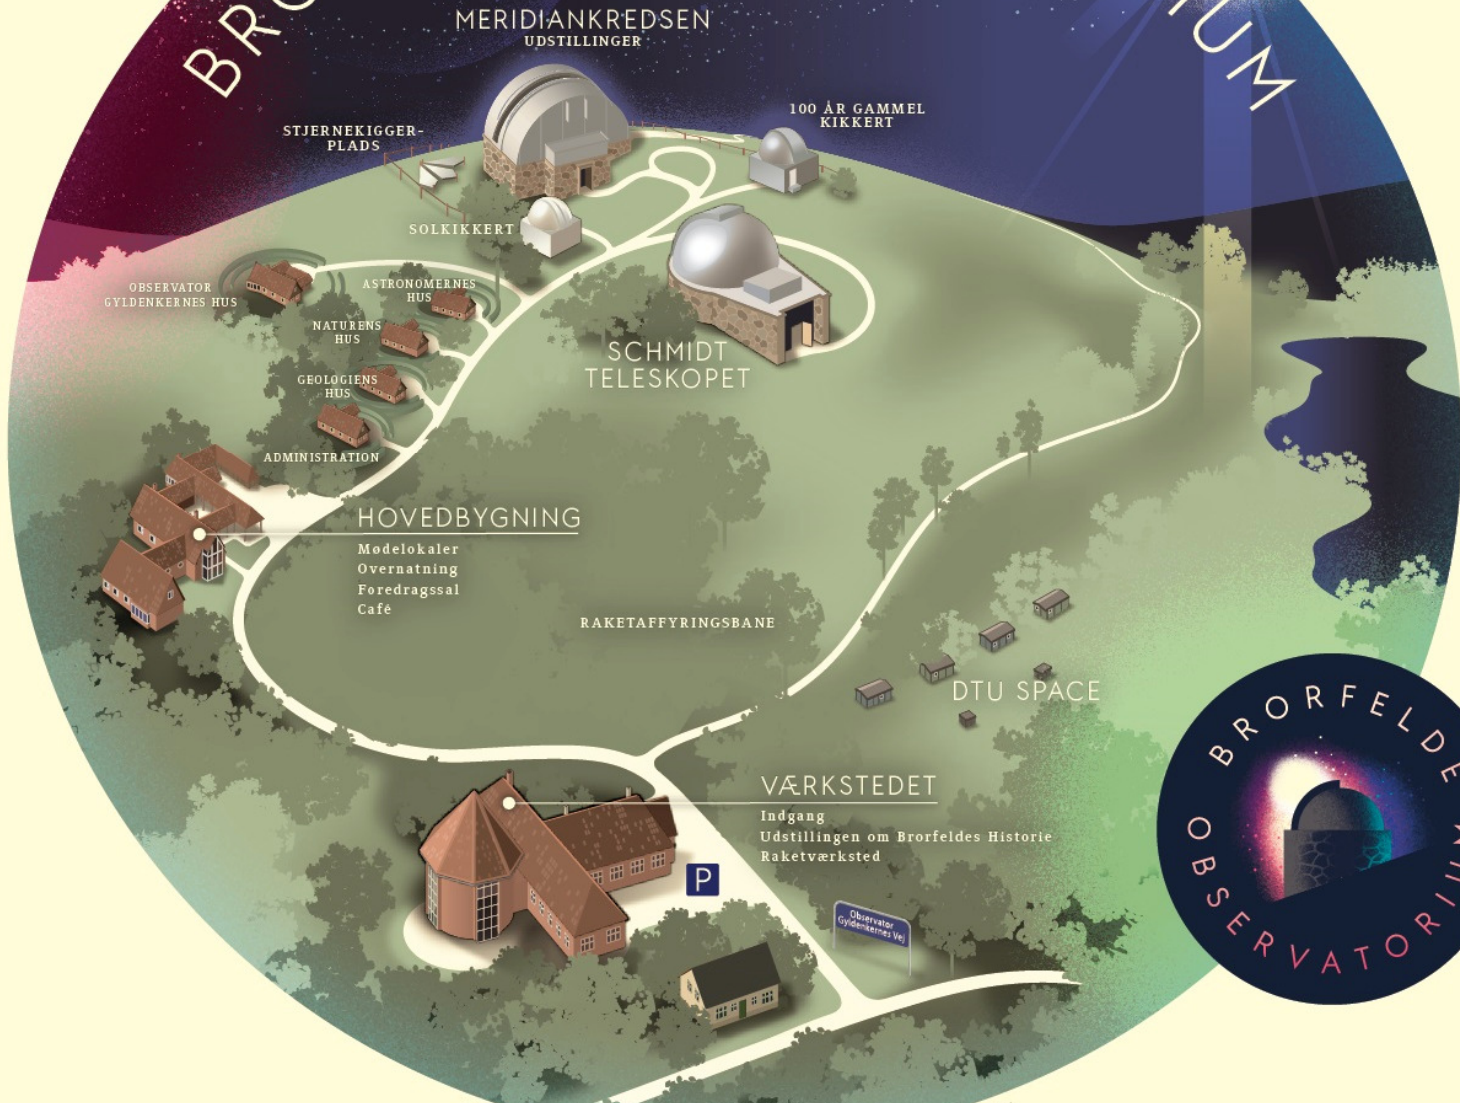 BRO
IUM
MERIDIANKREDSEN
UDSTILLINGER
100 ÅR GAMMEL
KIKKERT
STJERNEKIGGER-
PLADS
SOLKIKKERT
OBSERVATOR
GYLDENKERNES HUS
ASTRONOMERNES
HUS
NATURENS
HUS
GEOLOGIENS
HUS
ADMINISTRATION
SCHMIDT
TELESKOPET
HOVEDBYGNING
Mødelokaler
Overnatning
Foredragssal
Café
RAKETAFFYRINGSBANE
DTU SPACE
VÆRKSTEDET
Indgang
Udstillingen om Brorfeldes Historie
Raketværksted
P
Observator
Gyldenkernes Vej
BRORFELDE
OBSERVATORIUM